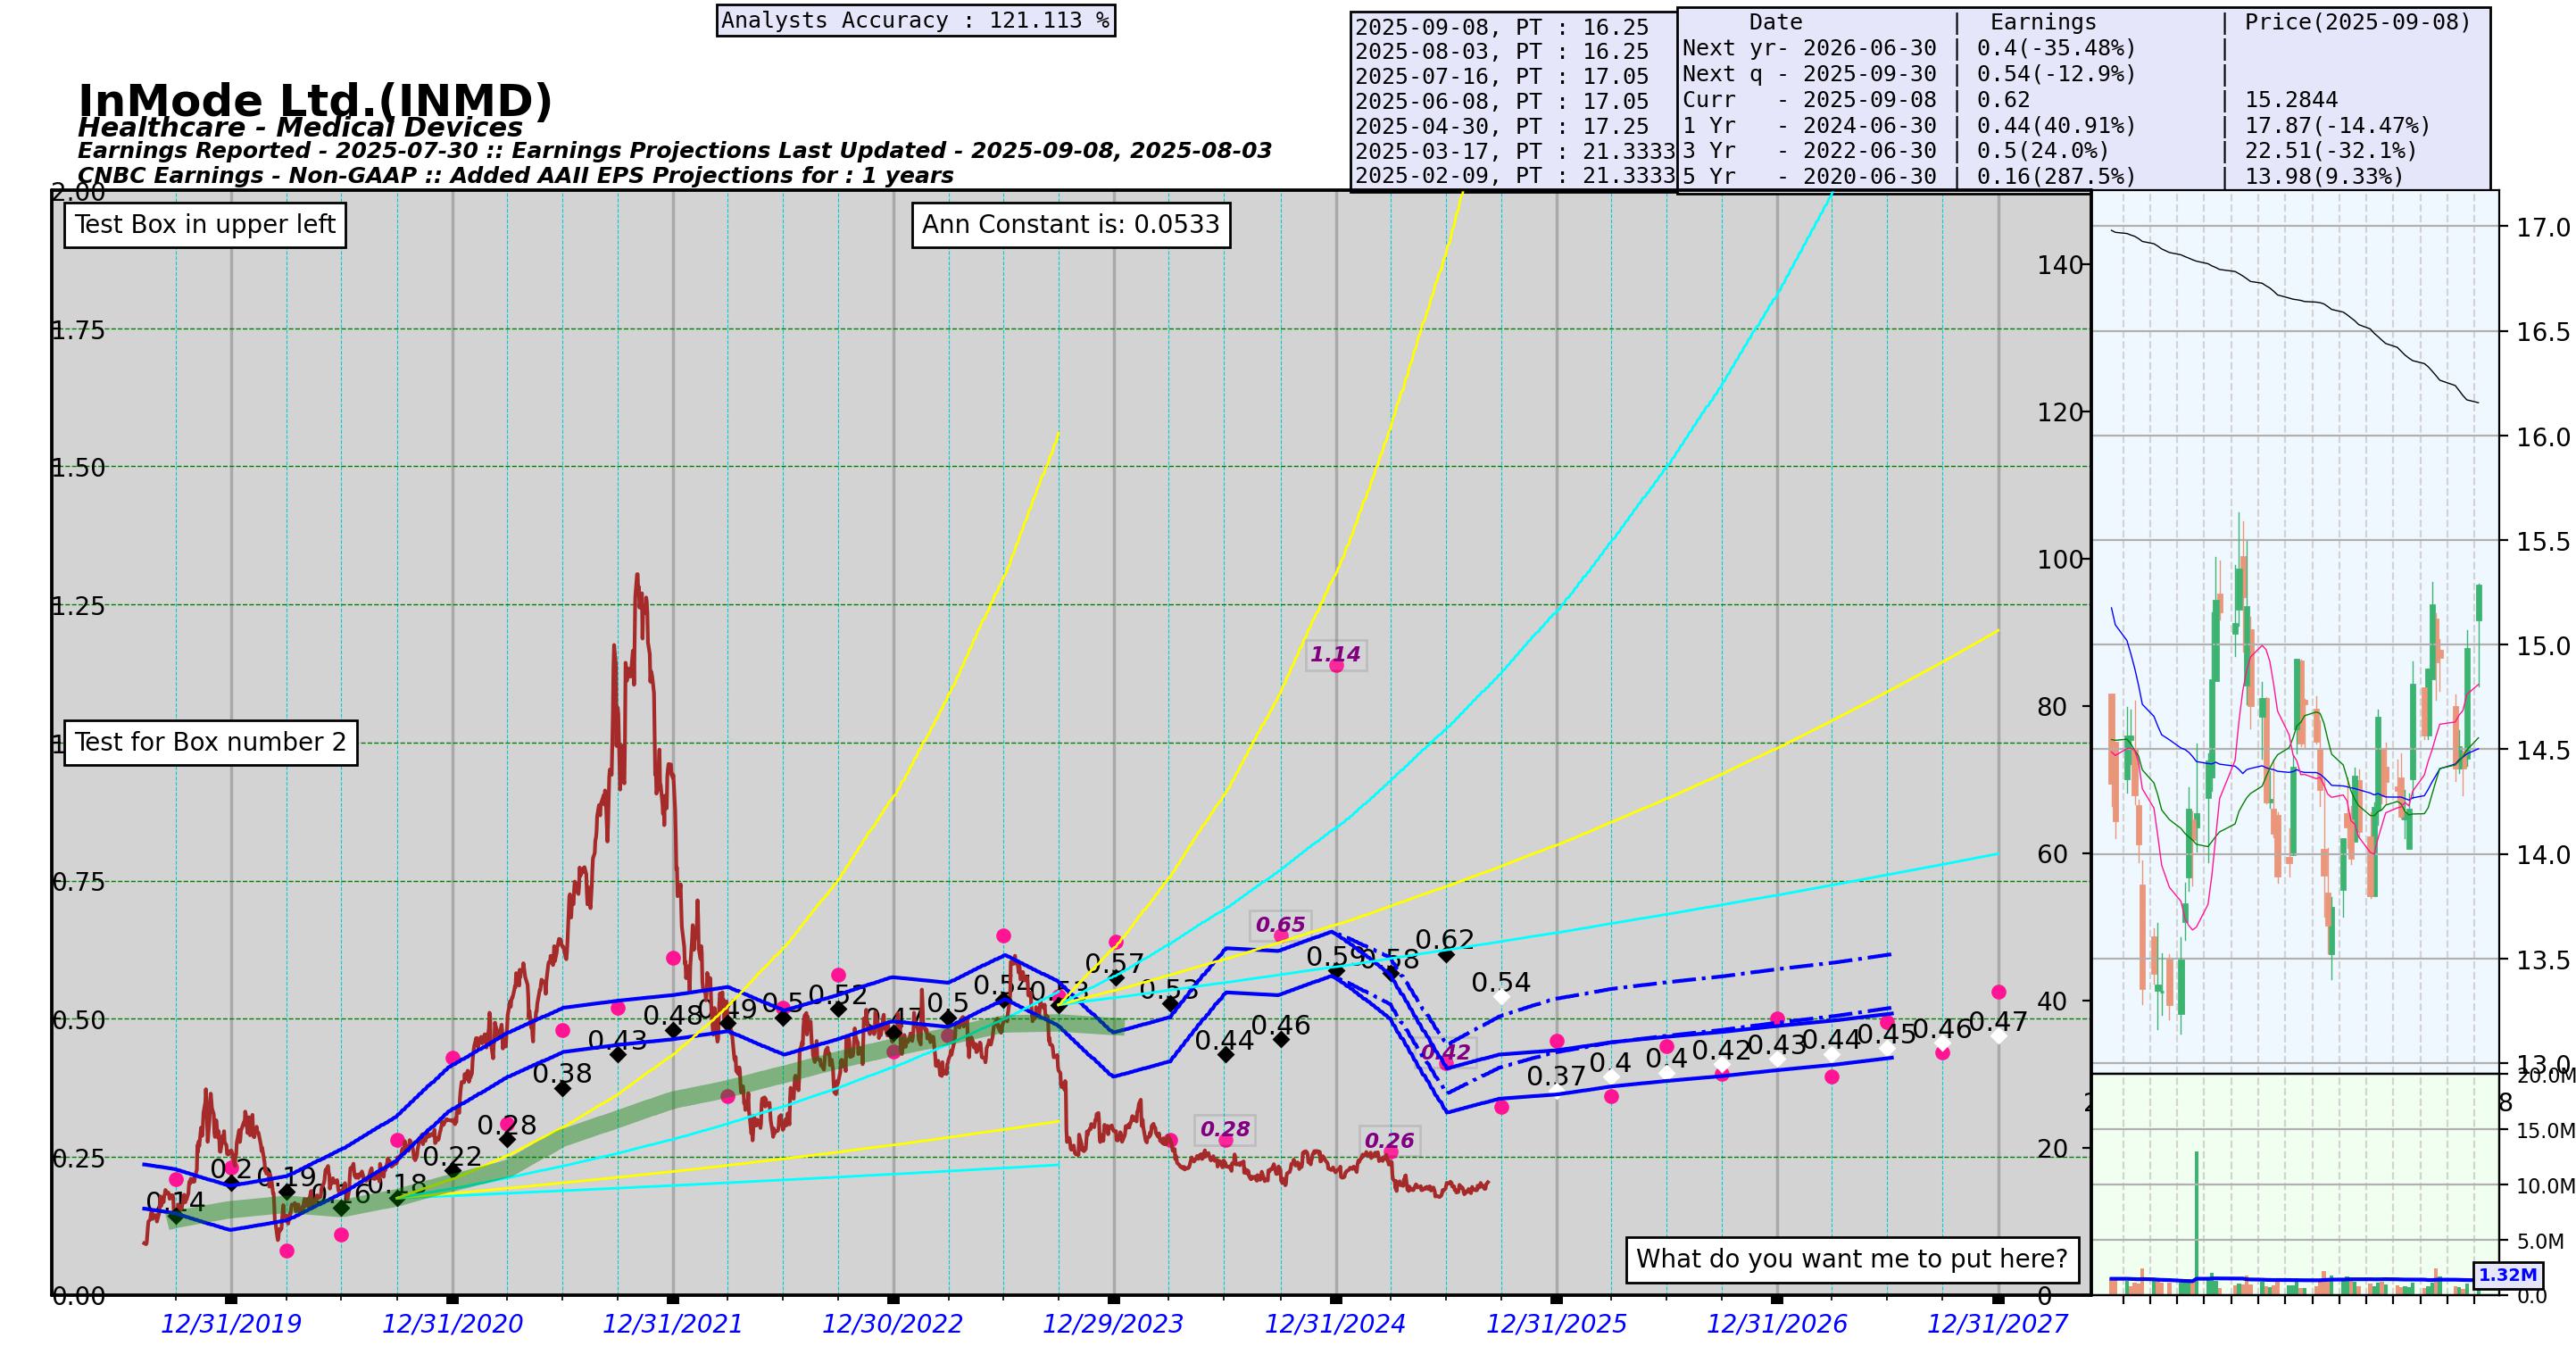 Analysts Accuracy : 121.113 %
2025-09-08, PT : 16.25
2025-08-03, PT : 16.25
2025-07-16, PT : 17.05
2025-06-08, PT : 17.05
2025-04-30, PT : 17.25
2025-03-17, PT : 21.3333
2025-02-09, PT : 21.3333
Date | Earnings | Price(2025-09-08)
Next yr- 2026-06-30 | 0.4(-35.48%) |
Next q - 2025-09-30 | 0.54(-12.9%) |
Curr - 2025-09-08 | 0.62 | 15.2844
1 Yr - 2024-06-30 | 0.44(40.91%) | 17.87(-14.47%)
3 Yr - 2022-06-30 | 0.5(24.0%) | 22.51(-32.1%)
5 Yr - 2020-06-30 | 0.16(287.5%) | 13.98(9.33%)
InMode Ltd.(INMD)
Healthcare - Medical Devices
Earnings Reported - 2025-07-30 :: Earnings Projections Last Updated - 2025-09-08, 2025-08-03
CNBC Earnings - Non-GAAP :: Added AAII EPS Projections for : 1 years
Test Box in upper left
Ann Constant is: 0.0533
Test for Box number 2
What do you want me to put here?
2.00
1.75
1.50
1.25
0.75
0.50
0.25
0.00
0.14
0.2
0.19
0.16
0.18
0.22
0.28
0.38
0.43
0.48
0.49
0.5
0.52
0.47
0.5
0.54
0.53
0.57
0.53
0.44
0.46
0.59
0.58
0.62
0.54
0.37
0.4
0.4
0.42
0.43
0.44
0.45
0.46
0.47
0.28
0.65
1.14
0.26
0.42
140
120
100
80
60
40
20
0
17.0
16.5
16.0
15.5
15.0
14.5
14.0
13.5
13.0
20.0M
15.0M
10.0M
5.0M
1.32M
0.0
12/31/2019
12/31/2020
12/31/2021
12/30/2022
12/29/2023
12/31/2024
12/31/2025
12/31/2026
12/31/2027